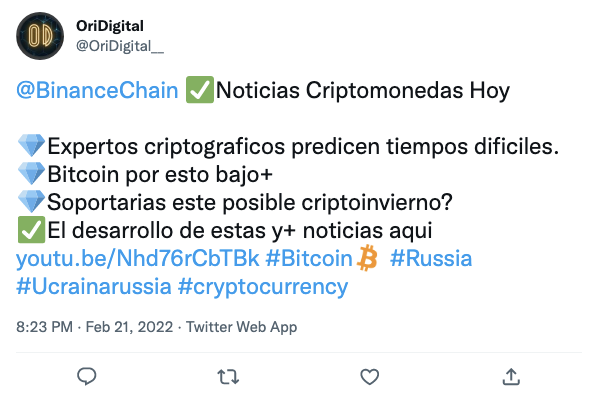 OriDigital
@OriDigital__
@BinanceChain ✅Noticias Criptomonedas Hoy
💎Expertos criptograficos predicen tiempos dificiles.
💎Bitcoin por esto bajo+
💎Soportarias este posible criptoinvierno?
✅El desarrollo de estas y+ noticias aqui
youtu.be/Nhd76rCbTBk #Bitcoin #Russia
#Ucrainarussia #cryptocurrency
8:23 PM · Feb 21, 2022 · Twitter Web App